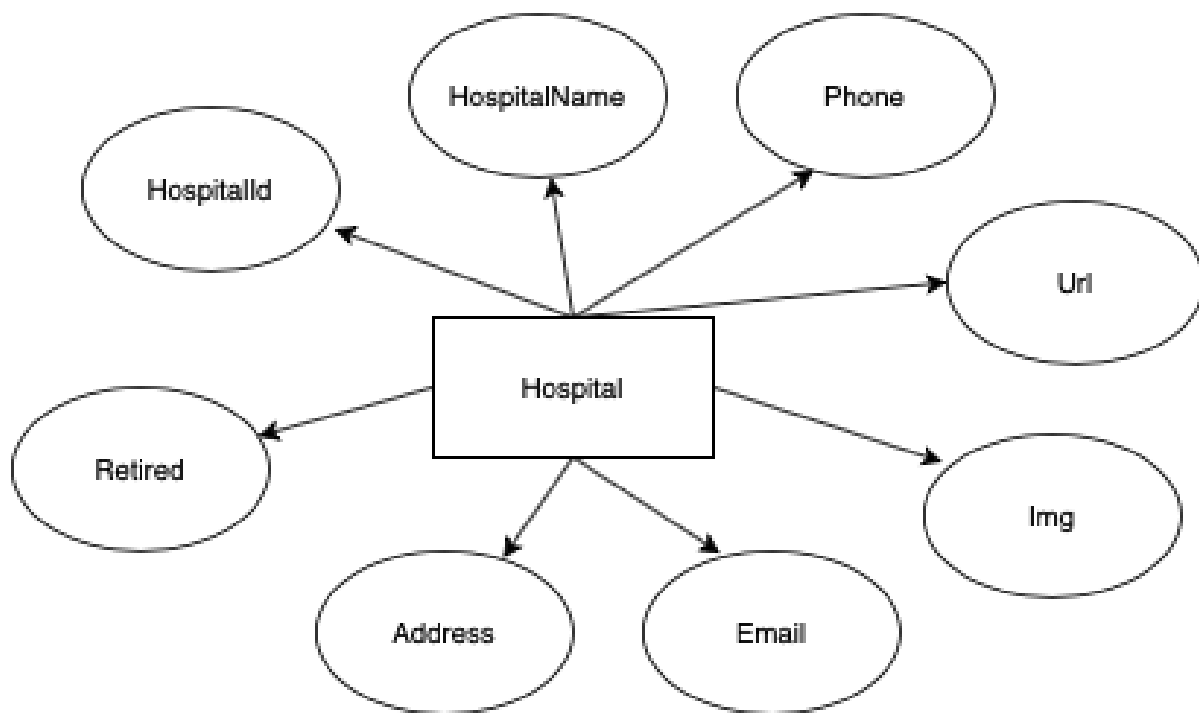 HospitalName
Phone
HospitalId
Url
Hospital
Retired
Img
Address
Email